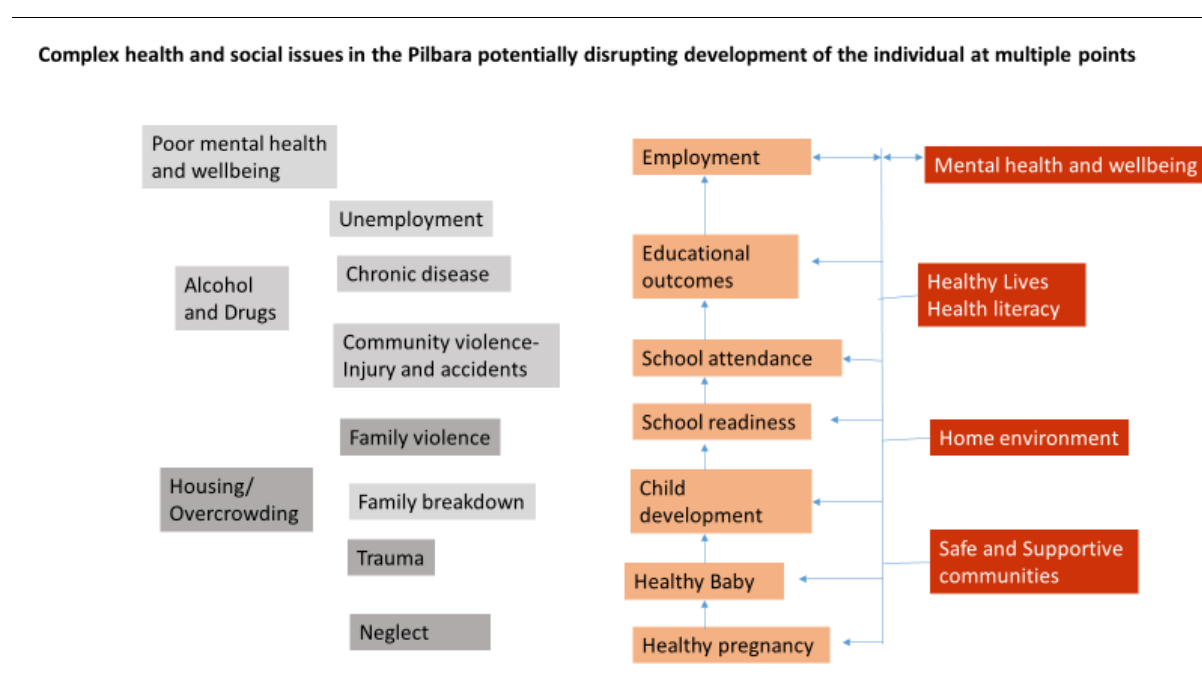 Complex health and social issues in the Pilbara potentially disrupting development of the individual at multiple points
Poor mental health
and wellbeing
Unemployment
Chronic disease
Alcohol
and Drugs
Community violence-
Injury and accidents
Family violence
Housing/
Overcrowding
Family breakdown
Trauma
Neglect
Employment
Educational
outcomes
School attendance
School readiness
Child
development
Healthy Baby
Healthy pregnancy
Mental health and wellbeing
Healthy Lives
Health literacy
Home environment
Safe and Supportive
communities